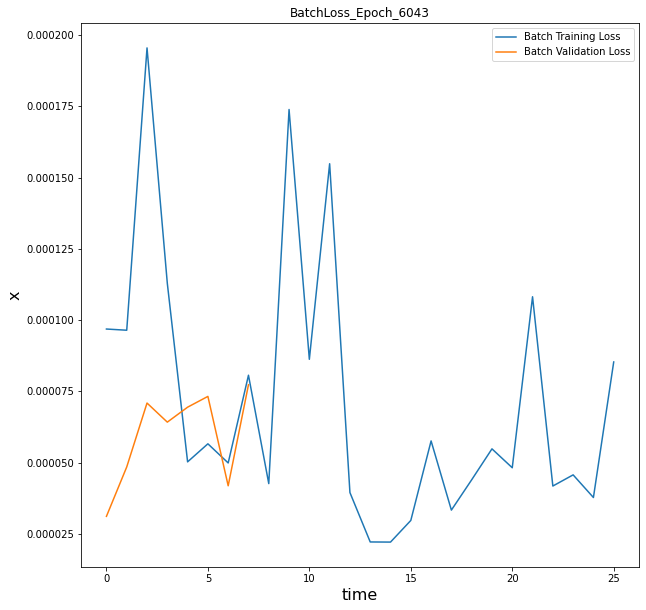 BatchLoss_Epoch_6043
Batch Training Loss
Batch Validation Loss
0.000200
0.000175
0.000150
0.000125
0.000100
0.000075
0.000050
0.000025
x
0 5 10 15 20 25
time